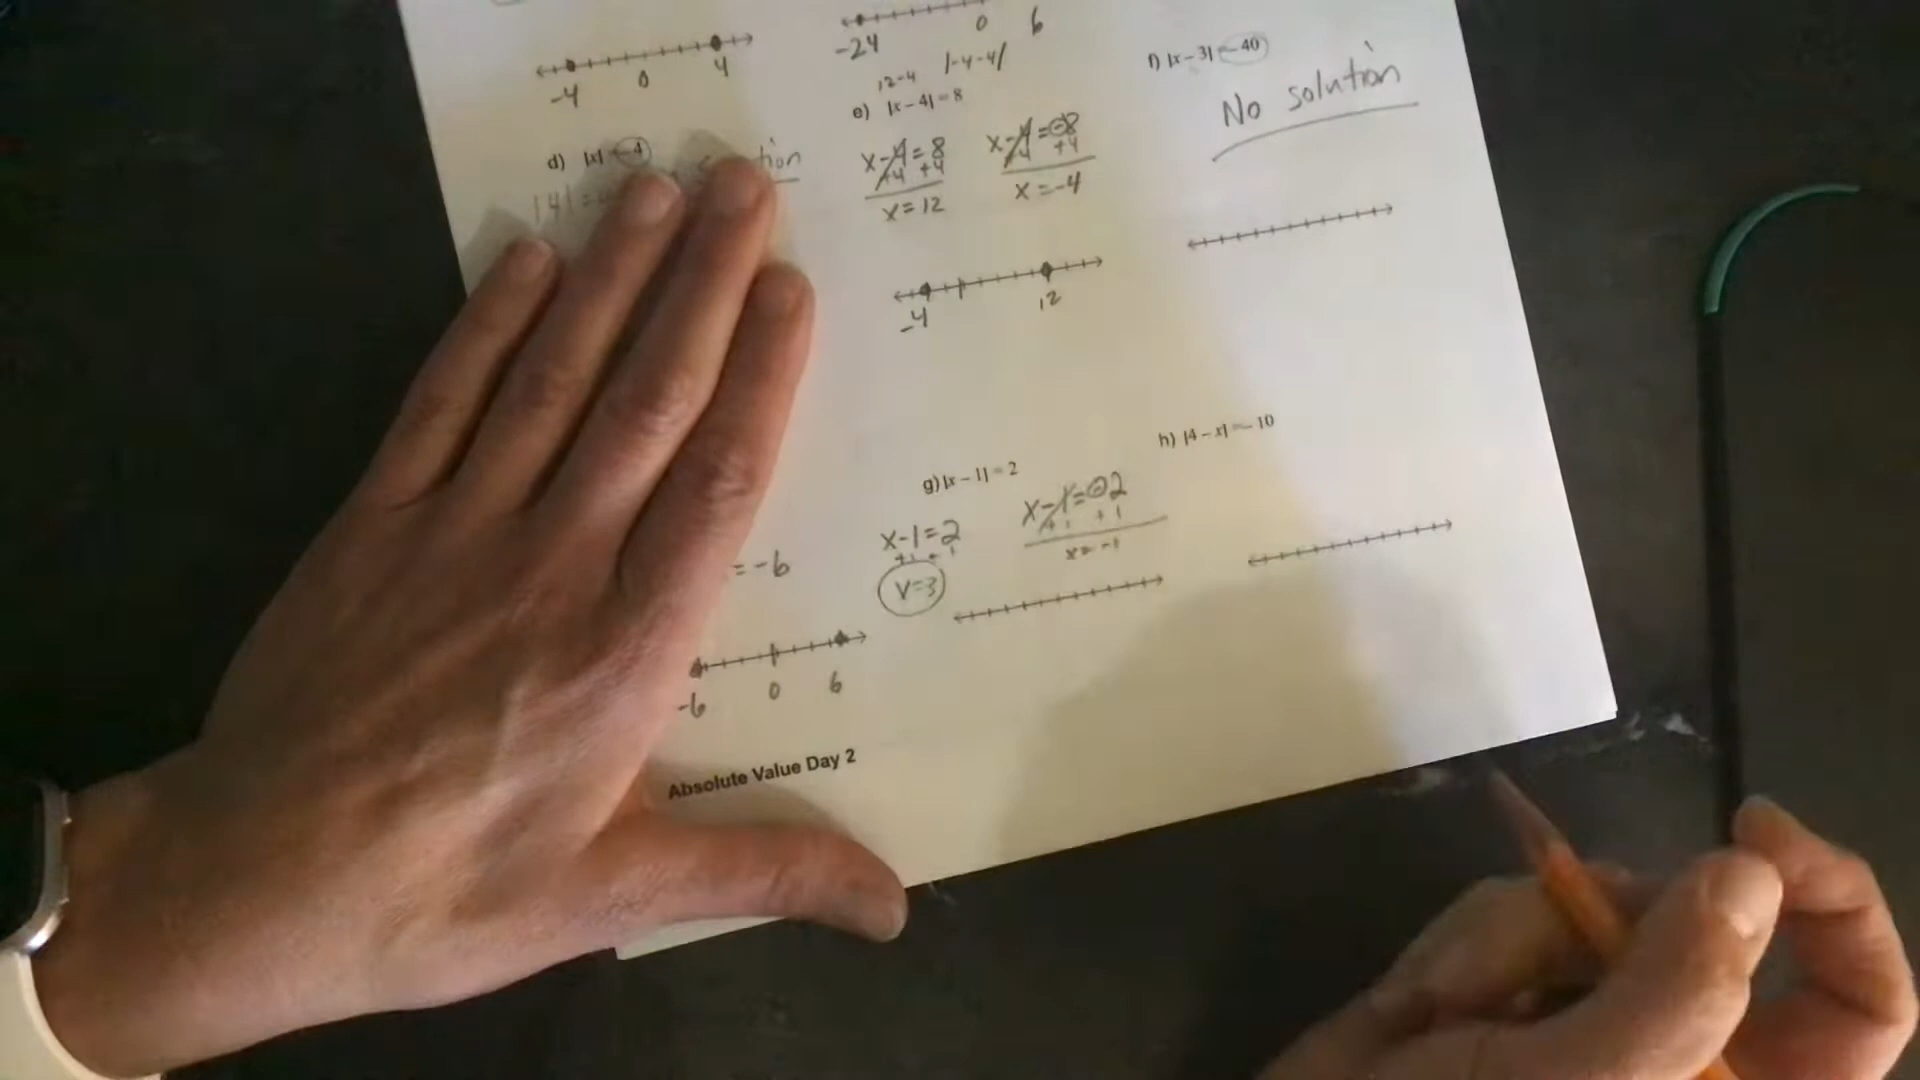 -4 0 4
-24 0 6
12-4 |-4-4|
d) |x| = -4
|4| =
e) |x - 4| = 8
x-4=8
+4 +4
x=12
x-4=-8
+4 +4
x=-4
-4 12
f) |x - 3| = -40
No solution
=-6
-6 0 6
g) |x - 1| = 2
x-1=2
+1 +1
x=3
x-1=-2
+1 +1
x=-1
h) |4 - x| = -10
Absolute Value Day 2